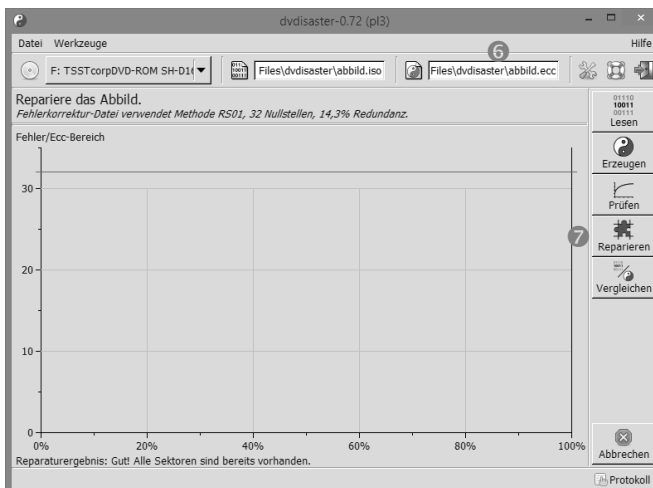 dvdisaster-0.72 (pl3)
Datei Werkzeuge Hilfe
F: TSSTcorpDVD-ROM SH-D16 Files\dvdisaster\abbild.iso Files\dvdisaster\abbild.ecc
6
Repariere das Abbild.
Fehlerkorrektur-Datei verwendet Methode RS01, 32 Nullstellen, 14,3% Redundanz.
Fehler/Ecc-Bereich
30
20
10
0
0% 20% 40% 60% 80% 100%
Reparaturergebnis: Gut! Alle Sektoren sind bereits vorhanden.
01110
10011
00111
Lesen
Erzeugen
Prüfen
7
Reparieren
Vergleichen
Abbrechen
Protokoll